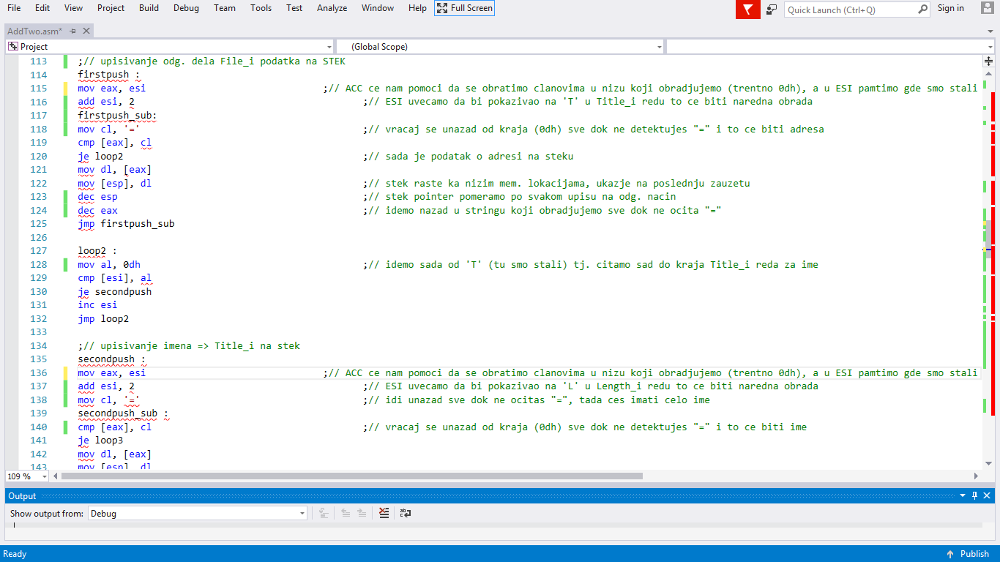 File Edit View Project Build Debug Team Tools Test Analyze Window Help Full Screen Quick Launch (Ctrl+Q) Sign in
AddTwo.asm*
Project (Global Scope)
113 ;// upisivanje odg. dela File_i podatka na STEK
114 firstpush :
115 mov eax, esi ;// ACC ce nam pomoci da se obratimo clanovima u nizu koji obradjujemo (trentno 0dh), a u ESI pamtimo gde smo stali
116 add esi, 2 ;// ESI uvecamo da bi pokazivao na 'T' u Title_i redu to ce biti naredna obrada
117 firstpush_sub:
118 mov cl, '=' ;// vracaj se unazad od kraja (0dh) sve dok ne detektujes "=" i to ce biti adresa
119 cmp [eax], cl
120 je loop2 ;// sada je podatak o adresi na steku
121 mov dl, [eax]
122 mov [esp], dl ;// stek raste ka nizim mem. lokacijama, ukazje na poslednju zauzetu
123 dec esp ;// stek pointer pomeramo po svakom upisu na odg. nacin
124 dec eax ;// idemo nazad u stringu koji obradjujemo sve dok ne ocita "="
125 jmp firstpush_sub
126
127 loop2 :
128 mov al, 0dh ;// idemo sada od 'T' (tu smo stali) tj. citamo sad do kraja Title_i reda za ime
129 cmp [esi], al
130 je secondpush
131 inc esi
132 jmp loop2
133
134 ;// upisivanje imena => Title_i na stek
135 secondpush :
136 mov eax, esi ;// ACC ce nam pomoci da se obratimo clanovima u nizu koji obradjujemo (trentno 0dh), a u ESI pamtimo gde smo stali
137 add esi, 2 ;// ESI uvecamo da bi pokazivao na 'L' u Length_i redu to ce biti naredna obrada
138 mov cl, '=' ;// idi unazad sve dok ne ocitas "=", tada ces imati celo ime
139 secondpush_sub :
140 cmp [eax], cl ;// vracaj se unazad od kraja (0dh) sve dok ne detektujes "=" i to ce biti ime
141 je loop3
142 mov dl, [eax]
143 mov [esp], dl
109 %
Output
Show output from: Debug
Ready Publish